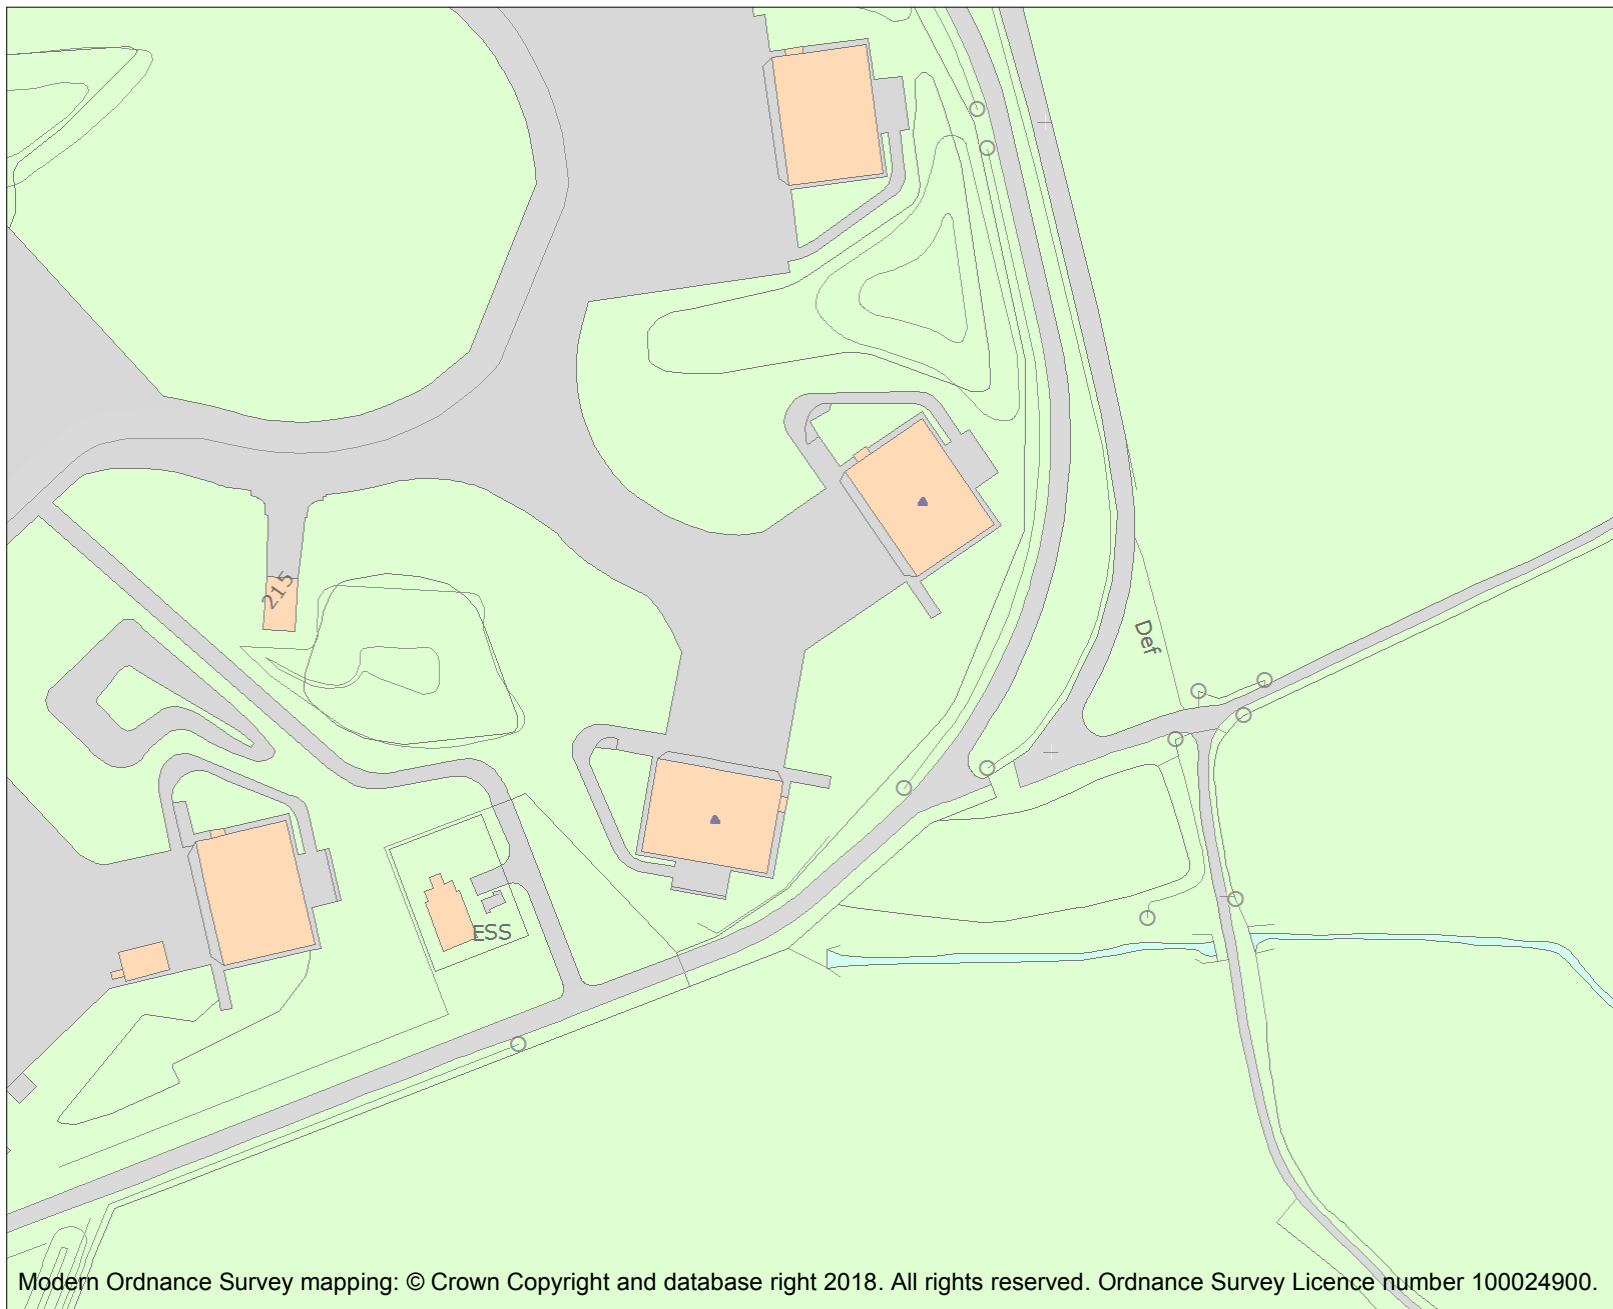 215
Def
ESS
Modern Ordnance Survey mapping: © Crown Copyright and database right 2018. All rights reserved. Ordnance Survey Licence number 100024900.